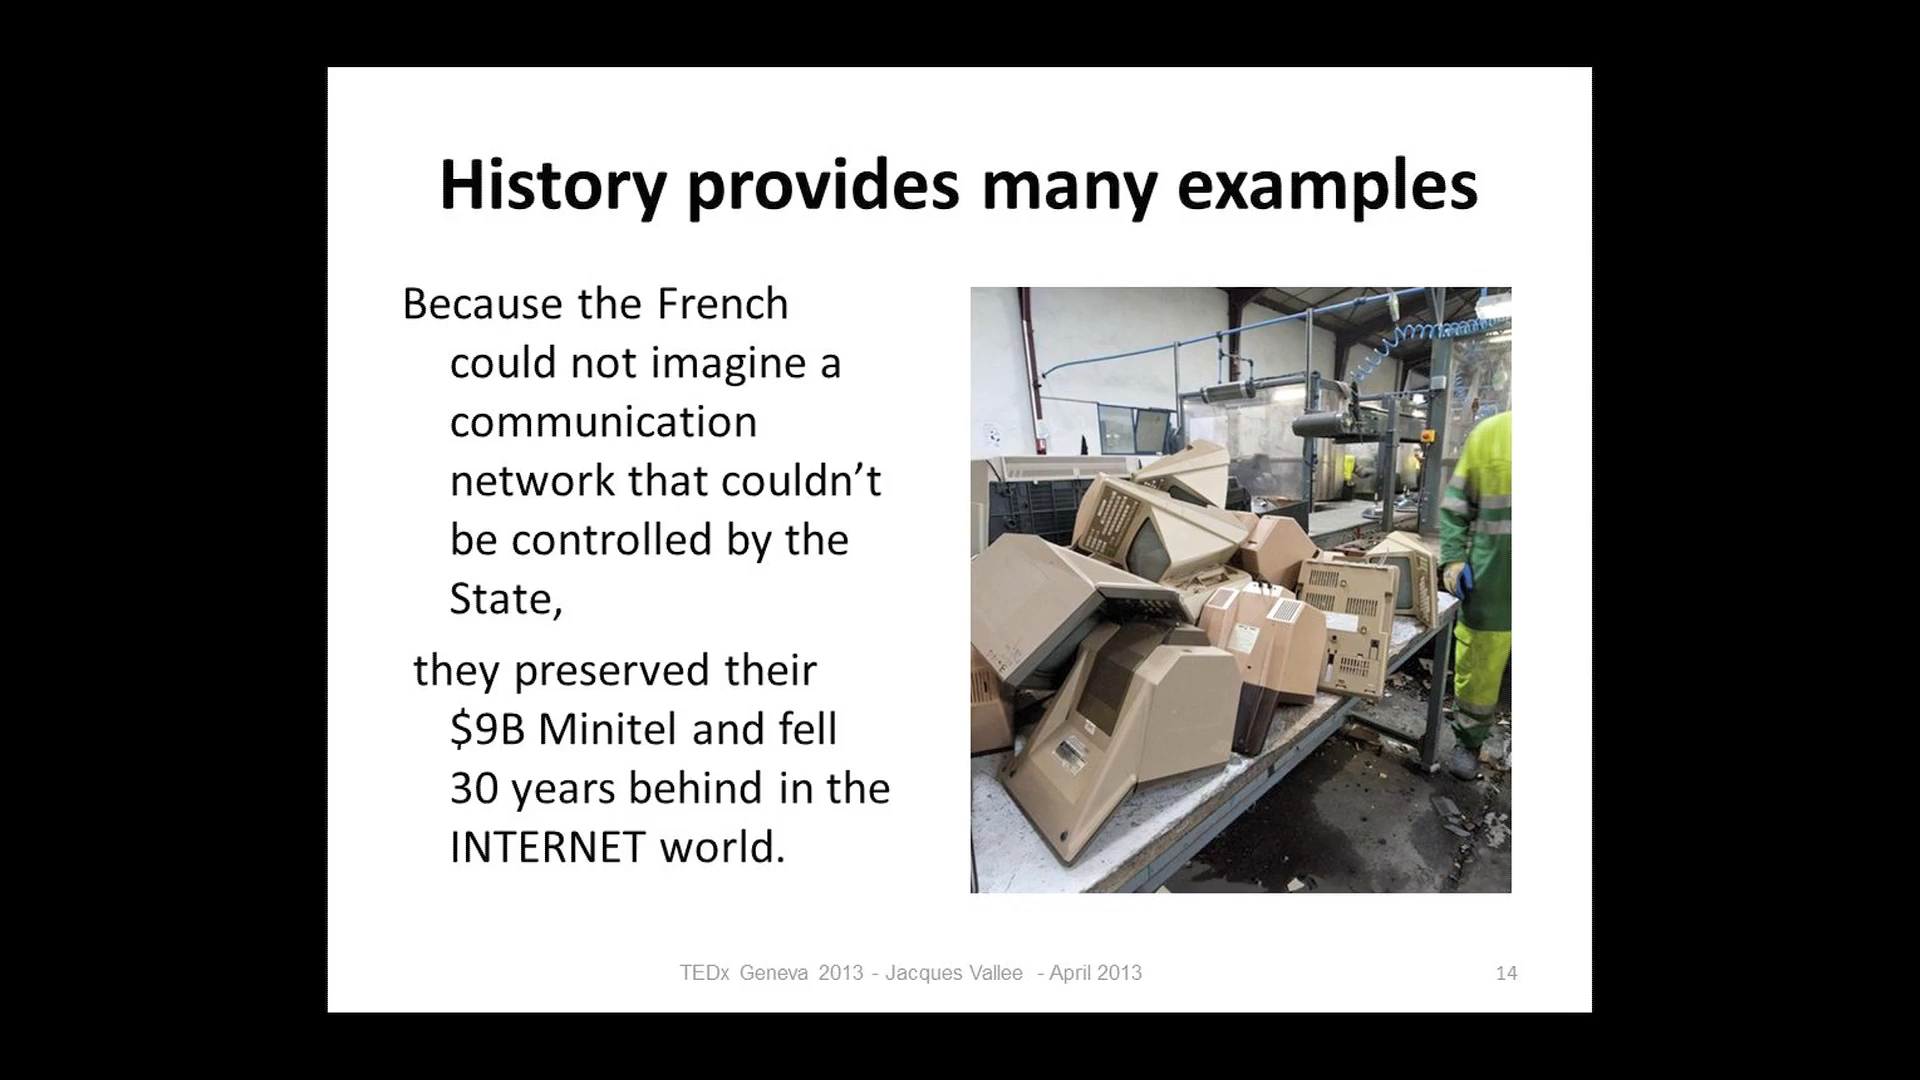 History provides many examples
Because the French
could not imagine a
communication
network that couldn’t
be controlled by the
State,
they preserved their
$9B Minitel and fell
30 years behind in the
INTERNET world.
TEDx Geneva 2013 - Jacques Vallee - April 2013
14